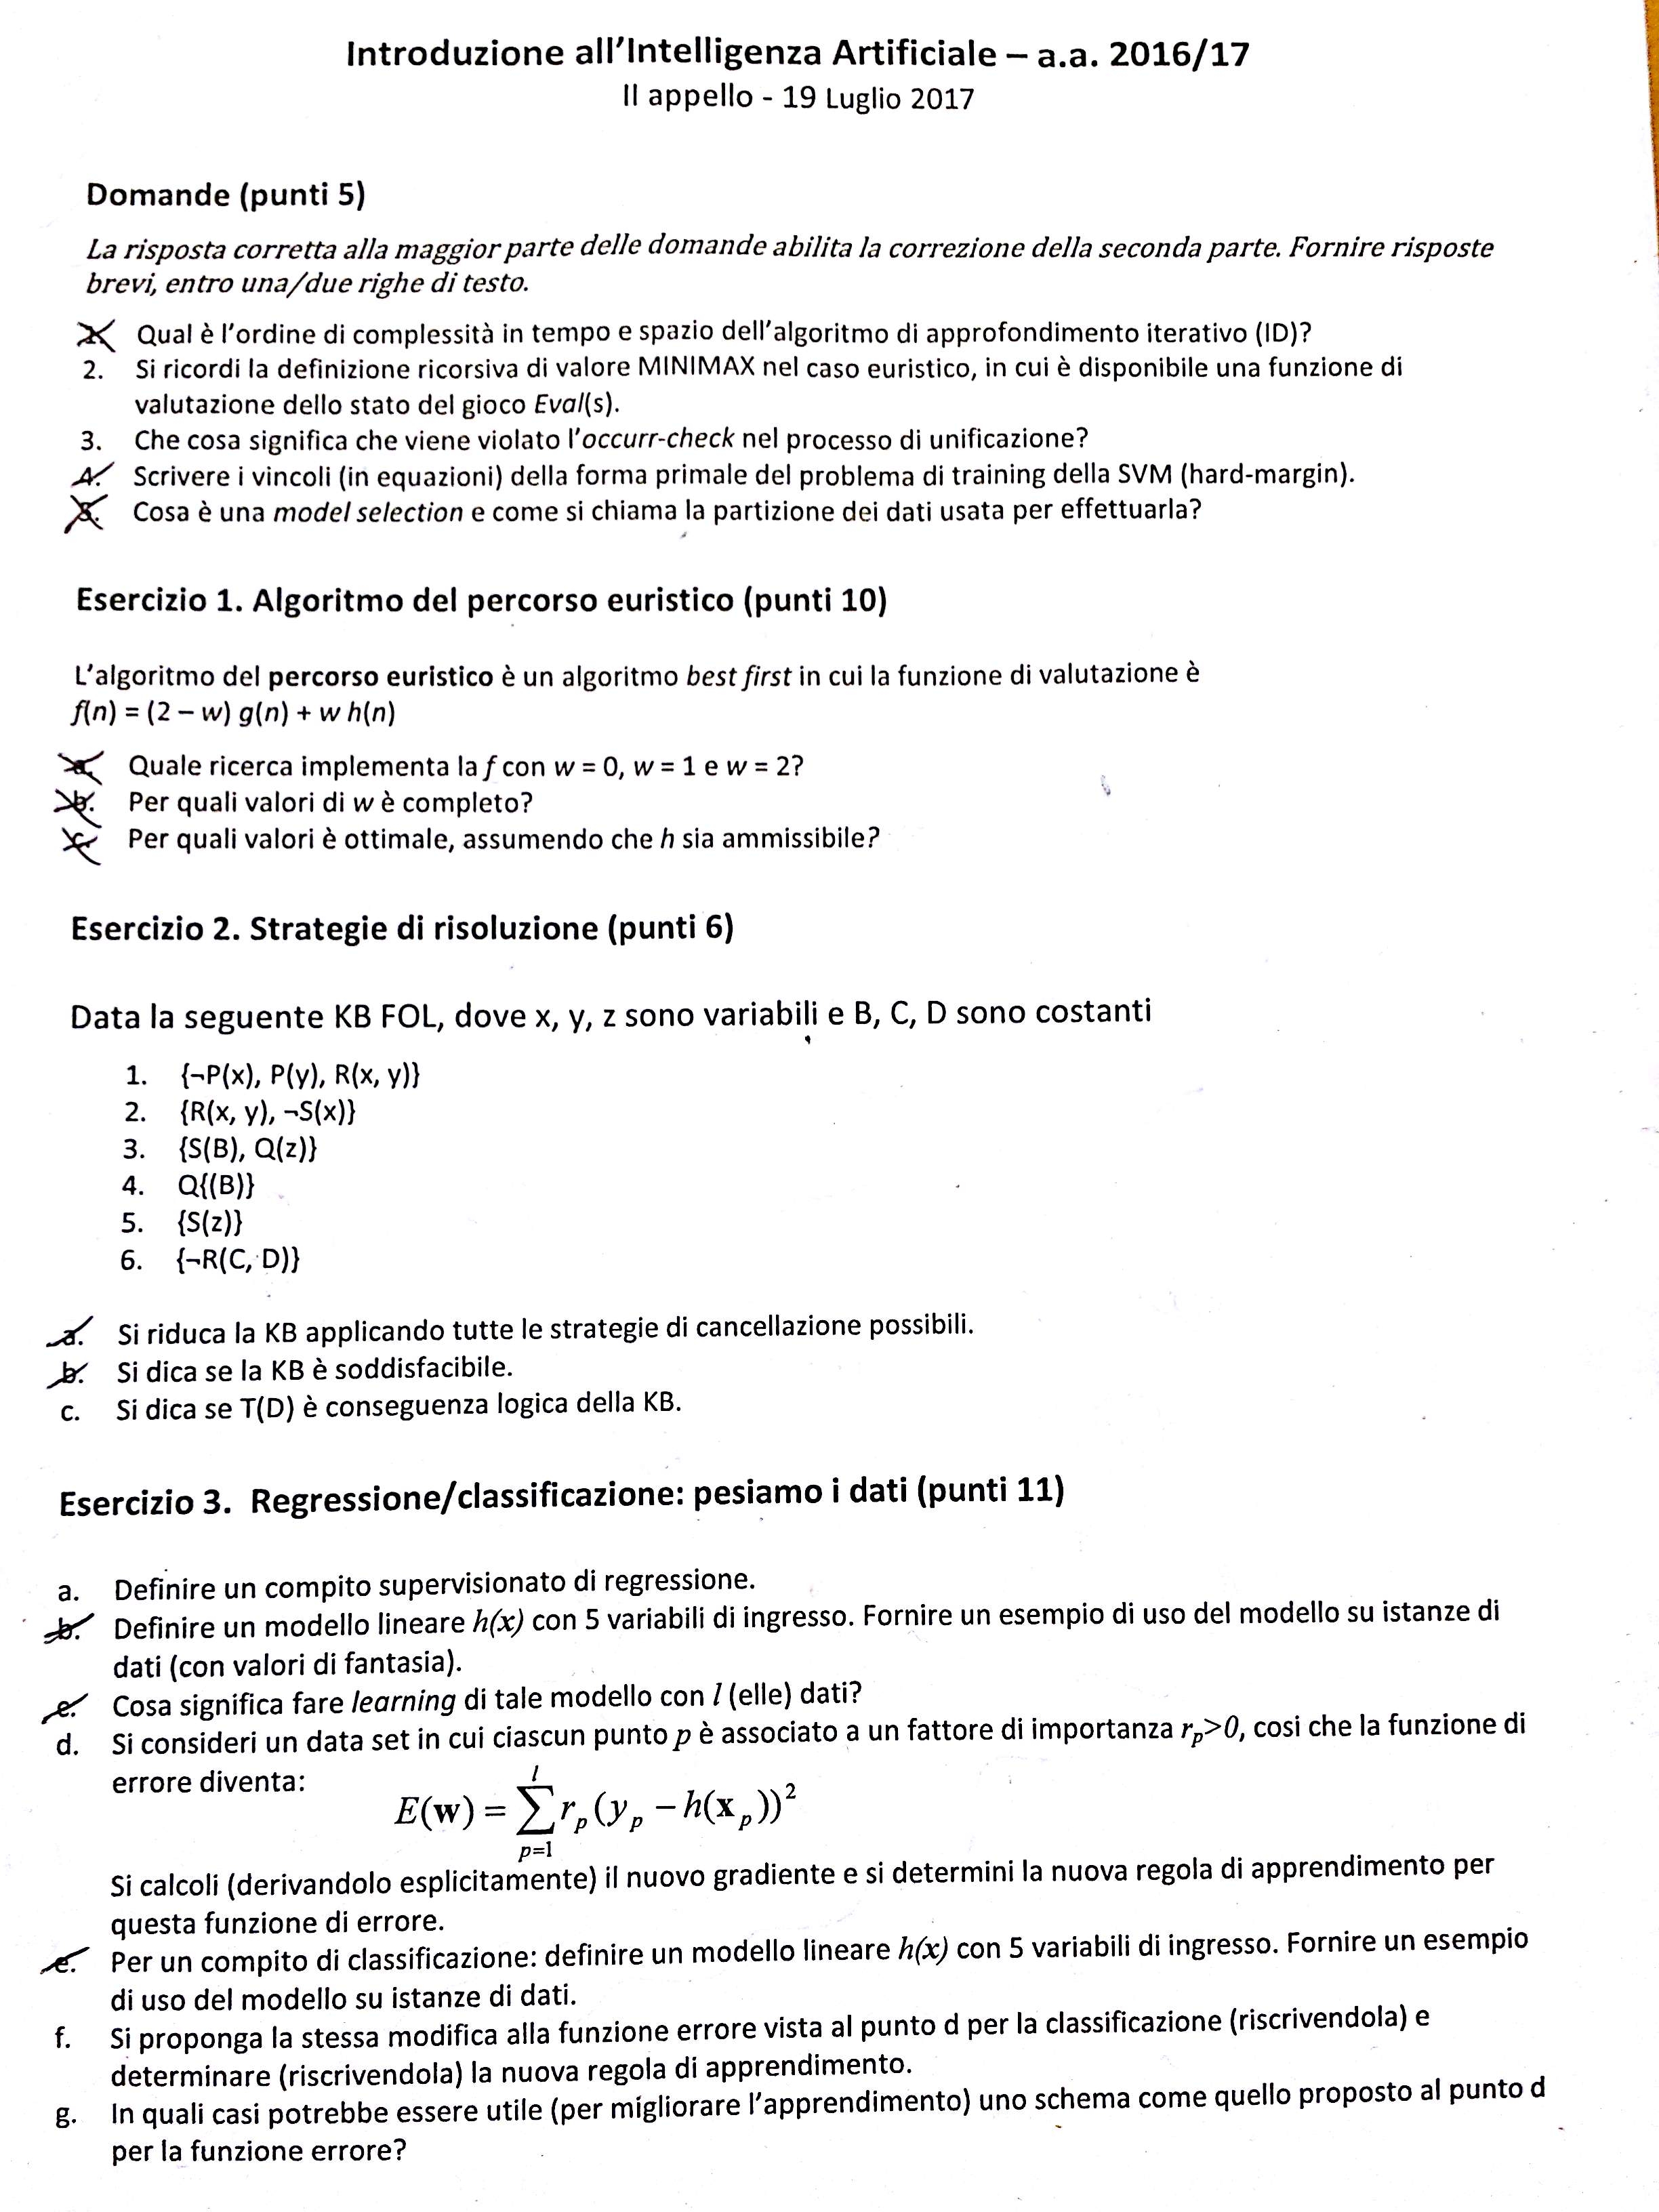 Introduzione all'Intelligenza Artificiale – a.a. 2016/17
II appello - 19 Luglio 2017
Domande (punti 5)
La risposta corretta alla maggior parte delle domande abilita la correzione della seconda parte. Fornire risposte
brevi, entro una/due righe di testo.
1. Qual è l'ordine di complessità in tempo e spazio dell'algoritmo di approfondimento iterativo (ID)?
2. Si ricordi la definizione ricorsiva di valore MINIMAX nel caso euristico, in cui è disponibile una funzione di
valutazione dello stato del gioco Eval(s).
3. Che cosa significa che viene violato l'occurr-check nel processo di unificazione?
4. Scrivere i vincoli (in equazioni) della forma primale del problema di training della SVM (hard-margin).
5. Cosa è una model selection e come si chiama la partizione dei dati usata per effettuarla?
Esercizio 1. Algoritmo del percorso euristico (punti 10)
L'algoritmo del percorso euristico è un algoritmo best first in cui la funzione di valutazione è
f(n) = (2 – w) g(n) + w h(n)
a. Quale ricerca implementa la f con w = 0, w = 1 e w = 2?
b. Per quali valori di w è completo?
c. Per quali valori è ottimale, assumendo che h sia ammissibile?
Esercizio 2. Strategie di risoluzione (punti 6)
Data la seguente KB FOL, dove x, y, z sono variabili e B, C, D sono costanti
1. {¬P(x), P(y), R(x, y)}
2. {R(x, y), ¬S(x)}
3. {S(B), Q(z)}
4. Q{(B)}
5. {S(z)}
6. {¬R(C, D)}
a. Si riduca la KB applicando tutte le strategie di cancellazione possibili.
b. Si dica se la KB è soddisfacibile.
c. Si dica se T(D) è conseguenza logica della KB.
Esercizio 3. Regressione/classificazione: pesiamo i dati (punti 11)
a. Definire un compito supervisionato di regressione.
b. Definire un modello lineare h(x) con 5 variabili di ingresso. Fornire un esempio di uso del modello su istanze di
dati (con valori di fantasia).
c. Cosa significa fare learning di tale modello con l (elle) dati?
d. Si consideri un data set in cui ciascun punto p è associato a un fattore di importanza r_p>0, cosi che la funzione di
errore diventa:
E(w) = ∑_{p=1}^{l} r_p (y_p – h(x_p))²
Si calcoli (derivandolo esplicitamente) il nuovo gradiente e si determini la nuova regola di apprendimento per
questa funzione di errore.
e. Per un compito di classificazione: definire un modello lineare h(x) con 5 variabili di ingresso. Fornire un esempio
di uso del modello su istanze di dati.
f. Si proponga la stessa modifica alla funzione errore vista al punto d per la classificazione (riscrivendola) e
determinare (riscrivendola) la nuova regola di apprendimento.
g. In quali casi potrebbe essere utile (per migliorare l'apprendimento) uno schema come quello proposto al punto d
per la funzione errore?